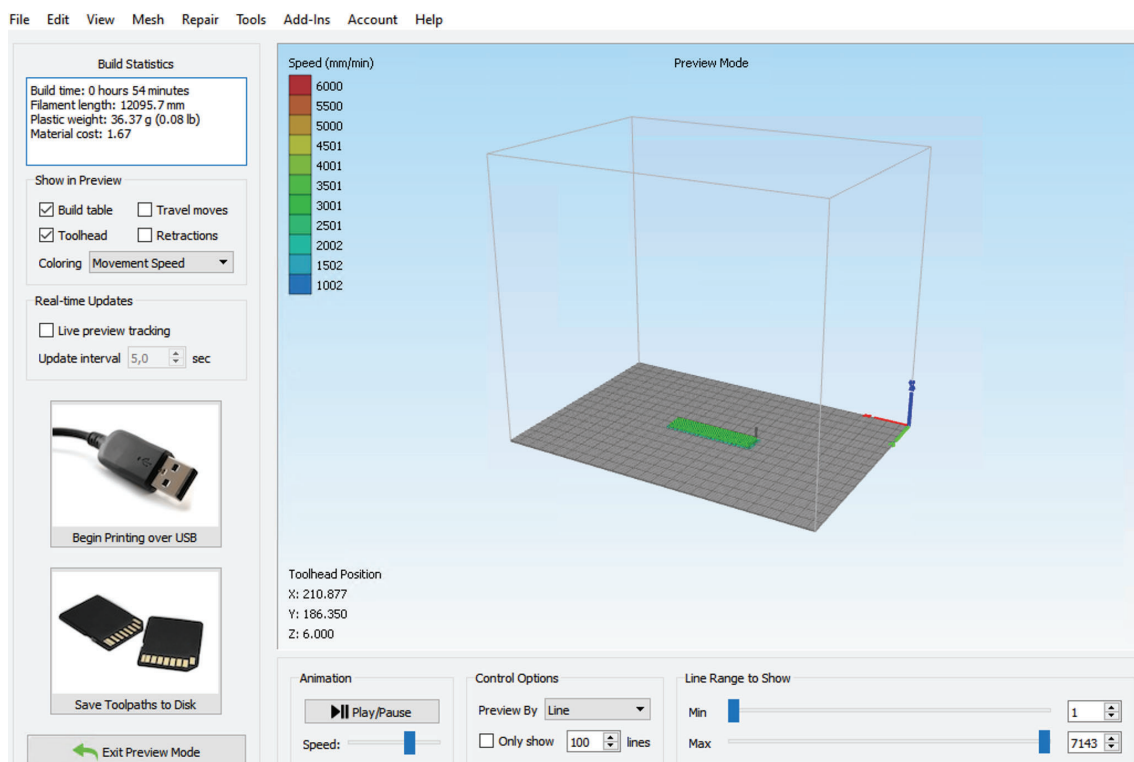 File Edit View Mesh Repair Tools Add-Ins Account Help
Build Statistics
Build time: 0 hours 54 minutes
Filament length: 12095.7 mm
Plastic weight: 36.37 g (0.08 lb)
Material cost: 1.67
Show in Preview
Build table Travel moves
Toolhead Retractions
Coloring Movement Speed
Real-time Updates
Live preview tracking
Update interval 5,0 sec
Begin Printing over USB
Save Toolpaths to Disk
Exit Preview Mode
Speed (mm/min)
6000
5500
5000
4501
4001
3501
3001
2501
2002
1502
1002
Preview Mode
Toolhead Position
X: 210.877
Y: 186.350
Z: 6.000
Animation
Play/Pause
Speed:
Control Options
Preview By Line
Only show 100 lines
Line Range to Show
Min 1
Max 7143